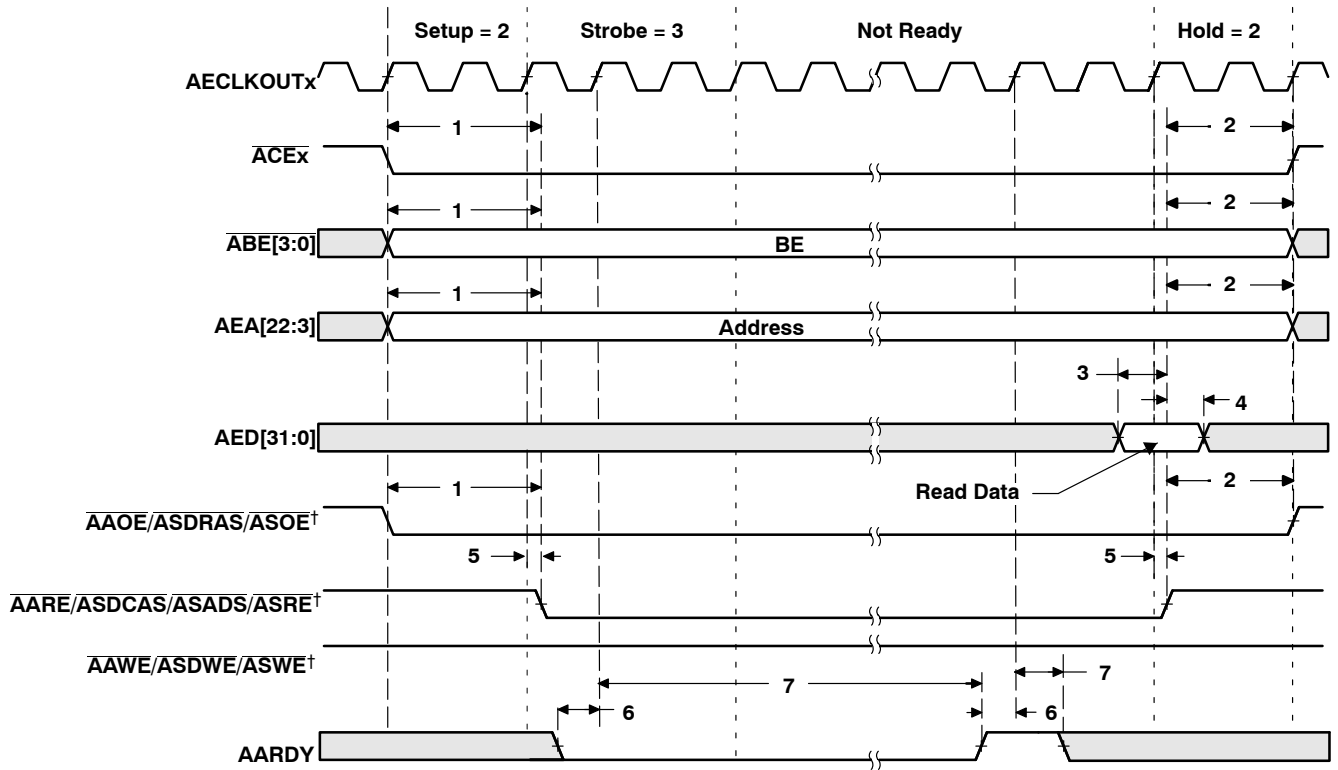 Setup = 2 Strobe = 3 Not Ready Hold = 2
AECLKOUTx
1 2
ACEx
1 2
ABE[3:0] BE
1 2
AEA[22:3] Address
3
4
AED[31:0]
1 Read Data 2
AAOE/ASDRAS/ASOE†
5 5
AARE/ASDCAS/ASADS/ASRE†
AAWE/ASDWE/ASWE†
7 7
6 6
AARDY